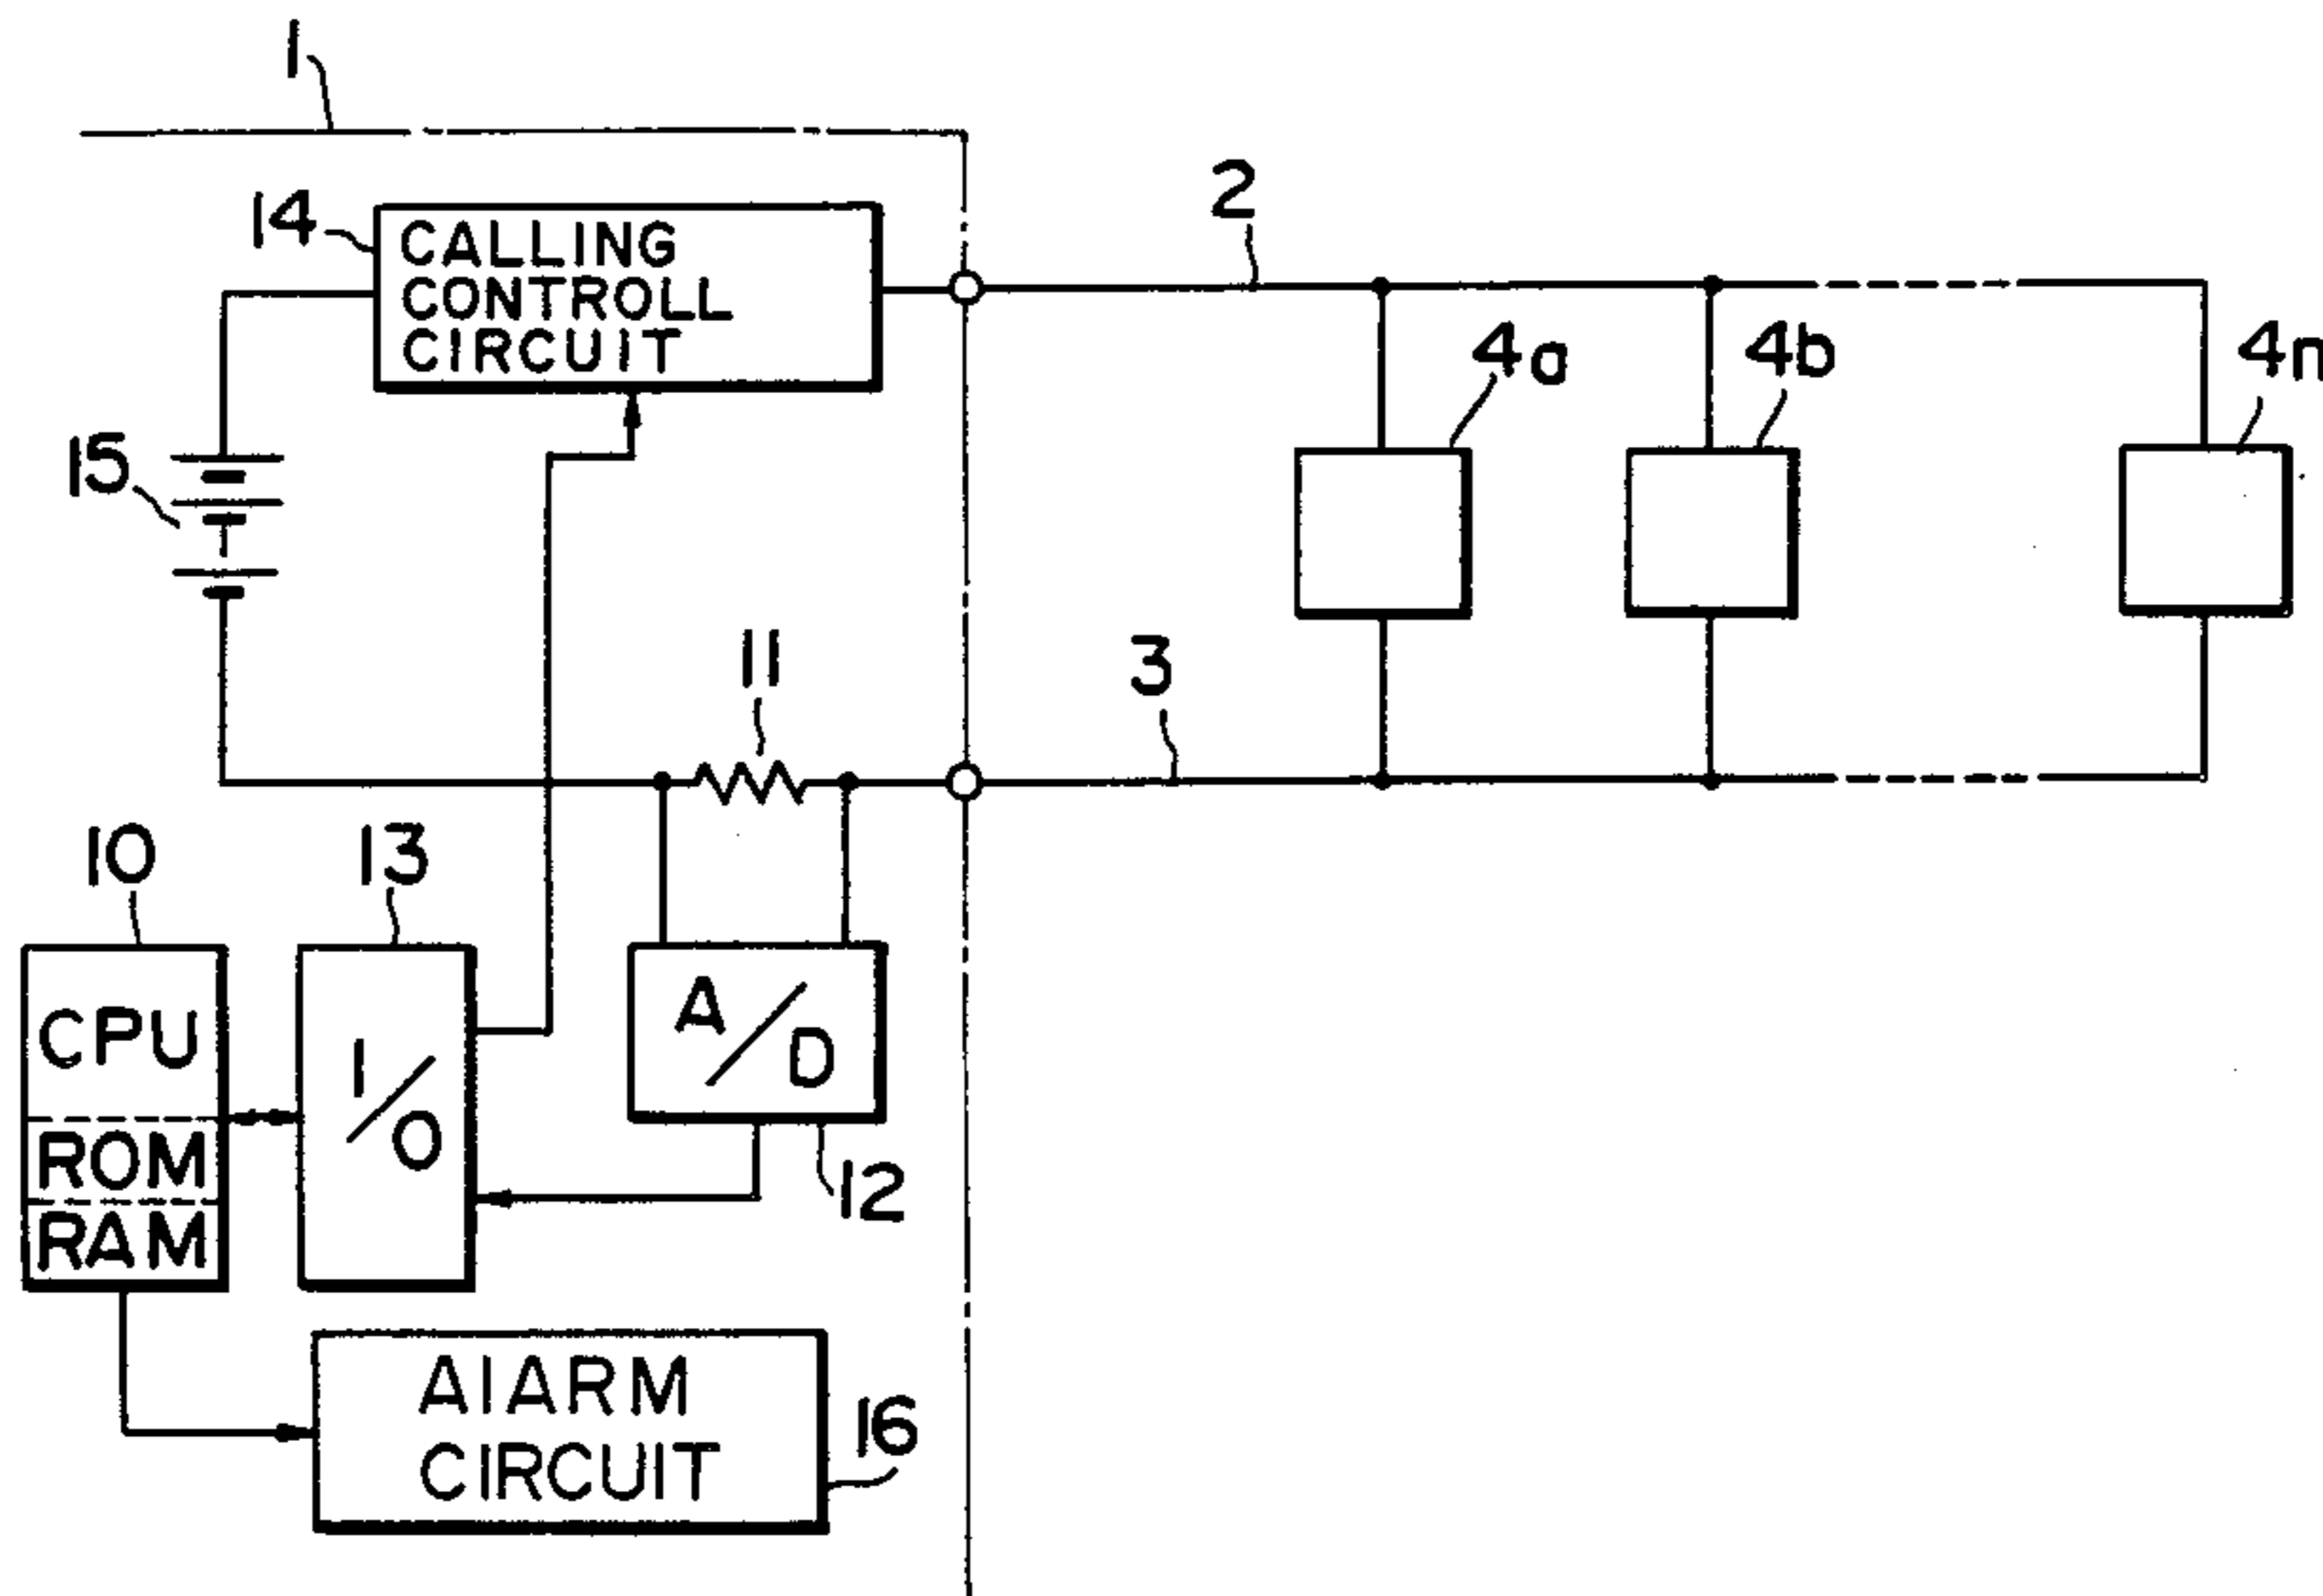 1
14
CALLING
CONTROLL
CIRCUIT
2
4a
4b
4n
15
11
3
10
13
CPU
I/O
A/D
ROM
RAM
12
AIARM
CIRCUIT
16